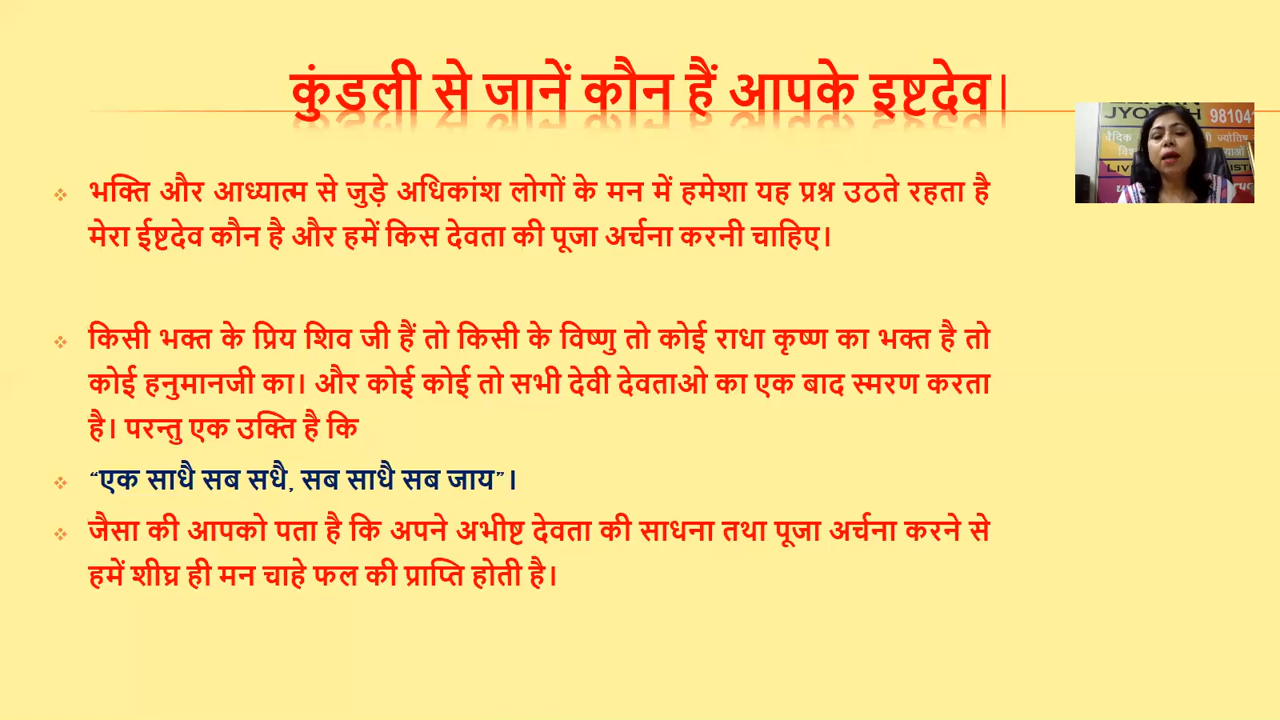 कुंडली से जानें कौन हैं आपके इष्टदेव।
JYOTISH 9810
❖ भक्ति और आध्यात्म से जुड़े अधिकांश लोगों के मन में हमेशा यह प्रश्न उठते रहता है
मेरा ईष्टदेव कौन है और हमें किस देवता की पूजा अर्चना करनी चाहिए।
❖ किसी भक्त के प्रिय शिव जी हैं तो किसी के विष्णु तो कोई राधा कृष्ण का भक्त है तो
कोई हनुमानजी का। और कोई कोई तो सभी देवी देवताओ का एक बाद स्मरण करता
है। परन्तु एक उक्ति है कि
❖ “एक साधै सब सधै, सब साधै सब जाय”।
❖ जैसा की आपको पता है कि अपने अभीष्ट देवता की साधना तथा पूजा अर्चना करने से
हमें शीघ्र ही मन चाहे फल की प्राप्ति होती है।